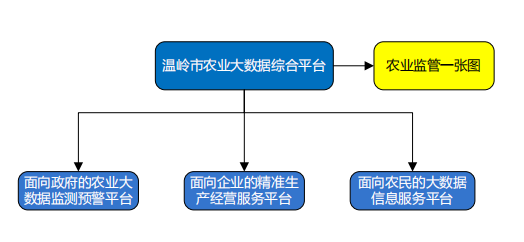 温岭市农业大数据综合平台
农业监管一张图
面向政府的农业大
数据监测预警平台
面向企业的精准生
产经营服务平台
面向农民的大数据
信息服务平台